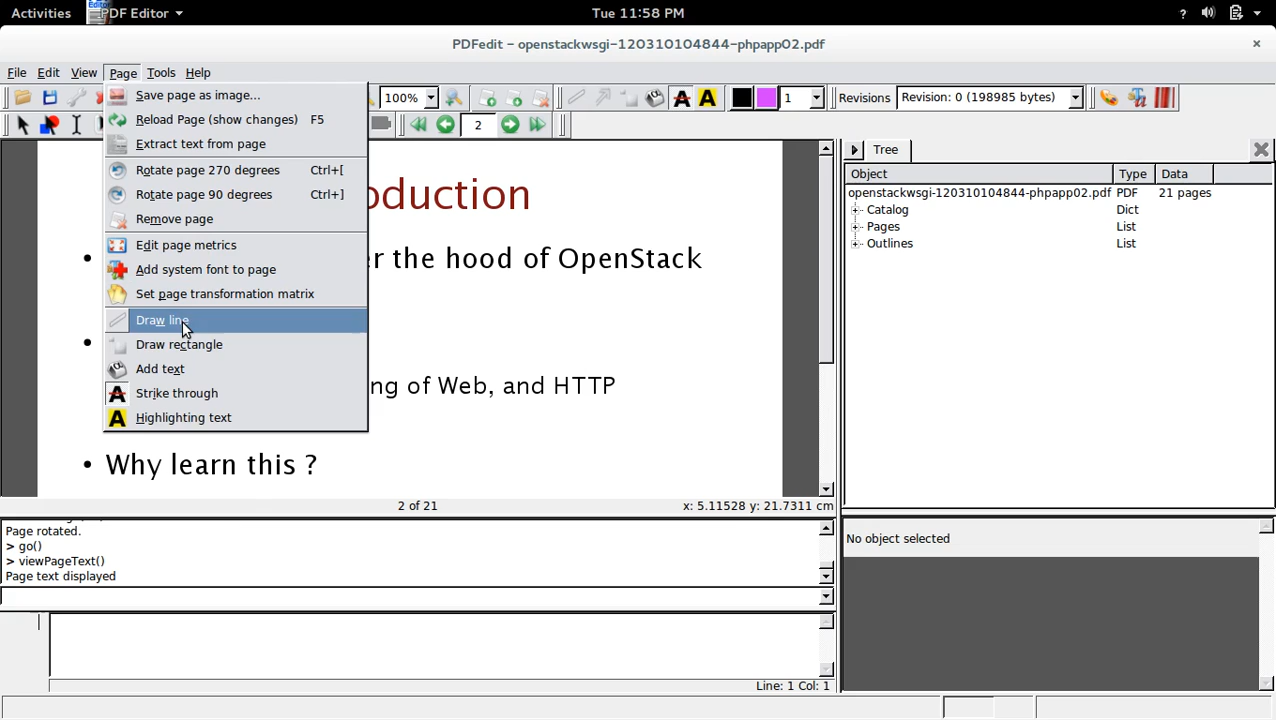 Activities PDF Editor Tue 11:58 PM ?
PDFedit - openstackwsgi-120310104844-phpapp02.pdf ×
File Edit View Page Tools Help
100% A A 1 Revisions Revision: 0 (198985 bytes)
2
Save page as image...
Reload Page (show changes) F5
Extract text from page
Rotate page 270 degrees Ctrl+[
Rotate page 90 degrees Ctrl+]
Remove page
Edit page metrics
Add system font to page
Set page transformation matrix
Draw line
Draw rectangle
Add text
A Strike through
A Highlighting text
oduction
er the hood of OpenStack
ng of Web, and HTTP
• Why learn this ?
2 of 21 x: 5.11528 y: 21.7311 cm
Tree
Object Type Data
openstackwsgi-120310104844-phpapp02.pdf PDF 21 pages
Catalog Dict
Pages List
Outlines List
Page rotated.
> go()
> viewPageText()
Page text displayed
No object selected
Line: 1 Col: 1